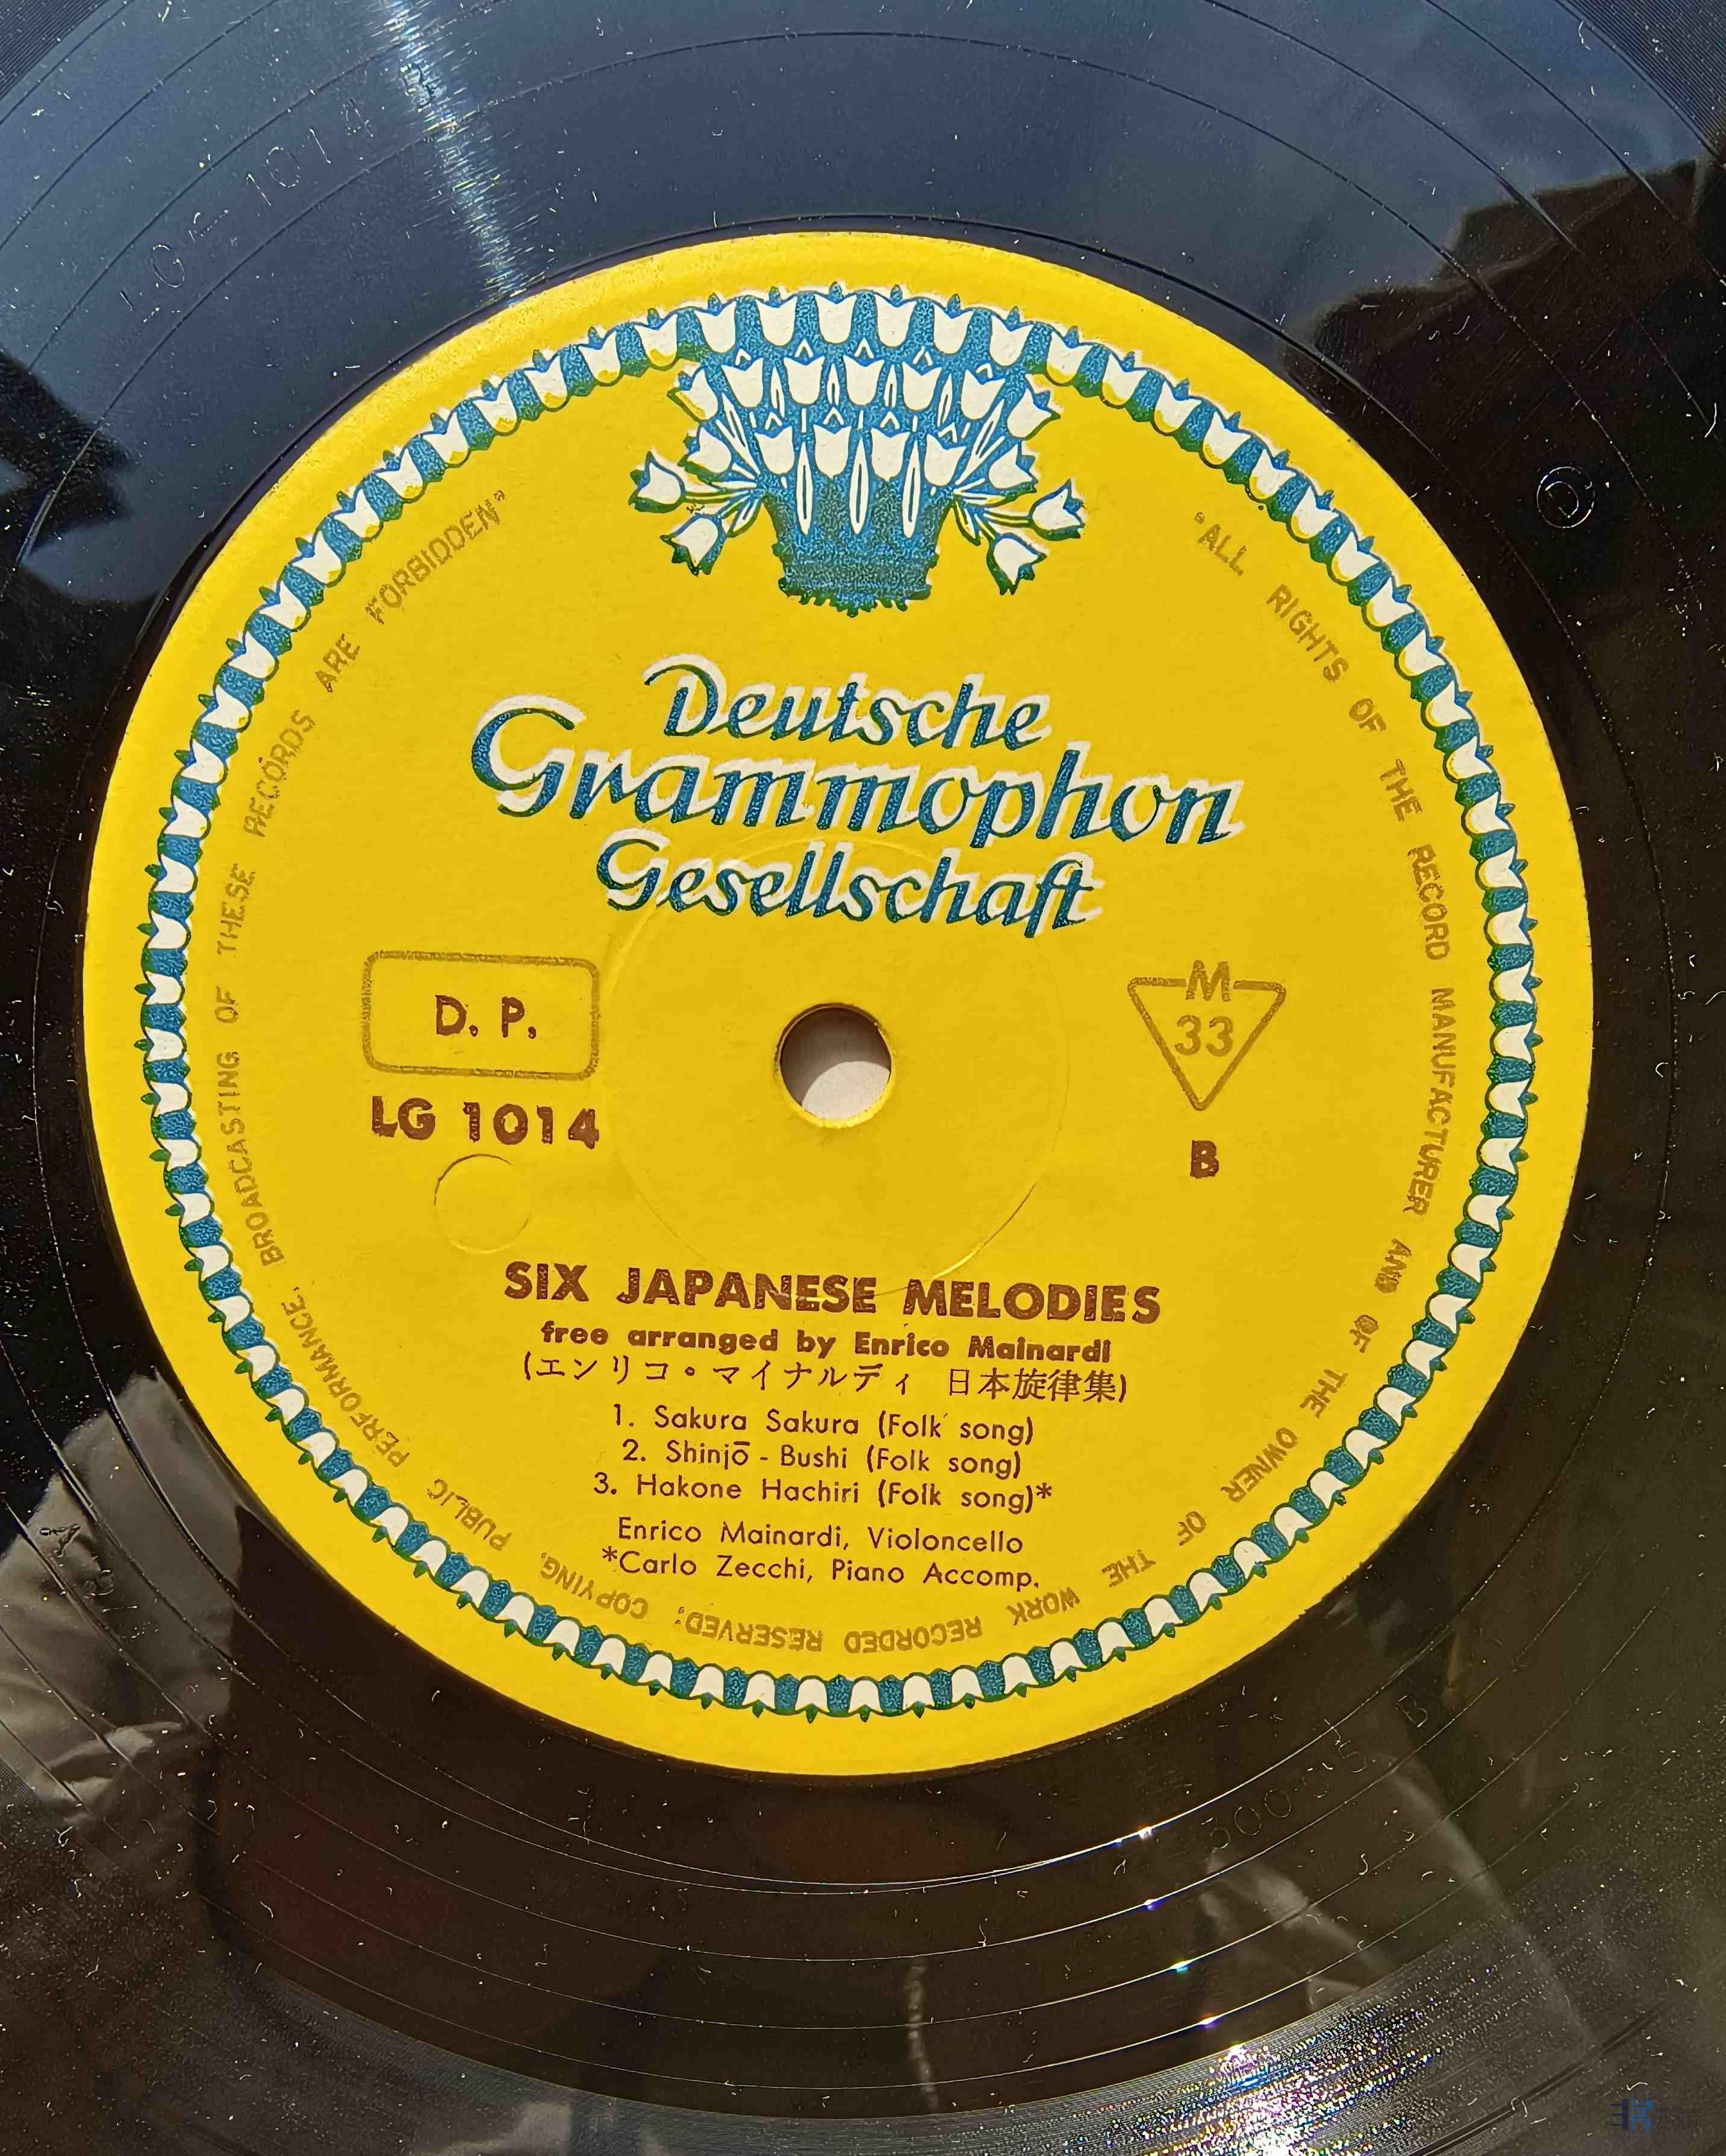 Deutsche
Grammophon
Gesellschaft
D. P.
LG 1014
M
33
B
SIX JAPANESE MELODIES
free arranged by Enrico Mainardi
(エンリコ・マイナルディ 日本旋律集)
1. Sakura Sakura (Folk song)
2. Shinjō - Bushi (Folk song)
3. Hakone Hachiri (Folk song)*
Enrico Mainardi, Violoncello
*Carlo Zecchi, Piano Accomp.
"ALL RIGHTS OF THE RECORD MANUFACTURER AND OF THE OWNER OF THE WORK RECORDED RESERVED; COPYING, PUBLIC PERFORMANCE, BROADCASTING OF THESE RECORDS ARE FORBIDDEN"